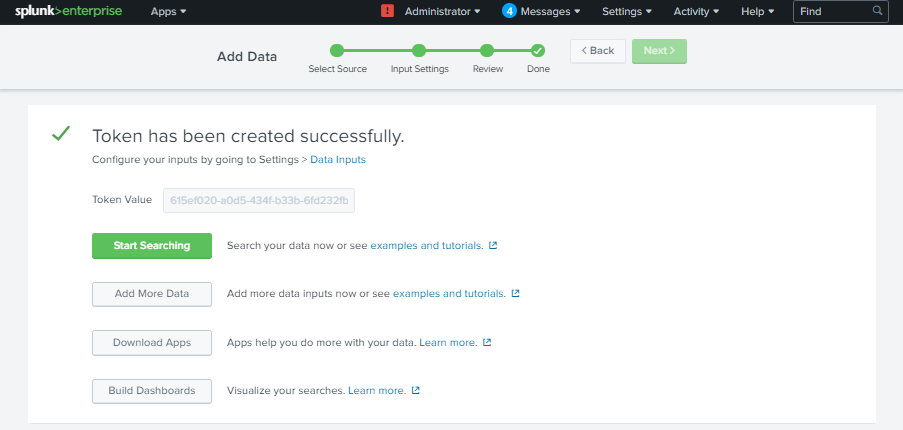 splunk>enterprise Apps ! Administrator 4 Messages Settings Activity Help Find
Add Data
Select Source Input Settings Review Done
< Back Next >
Token has been created successfully.
Configure your inputs by going to Settings > Data Inputs
Token Value 615ef020-a0d5-434f-b33b-6fd232fb
Start Searching Search your data now or see examples and tutorials.
Add More Data Add more data inputs now or see examples and tutorials.
Download Apps Apps help you do more with your data. Learn more.
Build Dashboards Visualize your searches. Learn more.